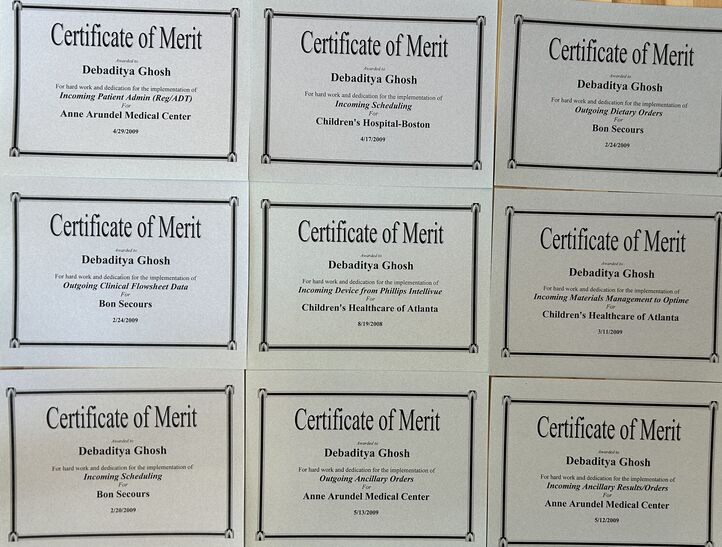 Certificate of Merit
Awarded to
Debaditya Ghosh
For hard work and dedication for the implementation of
Incoming Patient Admin (Reg/ADT)
For
Anne Arundel Medical Center
4/29/2009
Certificate of Merit
Awarded to
Debaditya Ghosh
For hard work and dedication for the implementation of
Incoming Scheduling
For
Children's Hospital-Boston
4/17/2009
Certificate of Merit
Awarded to
Debaditya Ghosh
For hard work and dedication for the implementation of
Outgoing Dietary Orders
For
Bon Secours
2/24/2009
Certificate of Merit
Awarded to
Debaditya Ghosh
For hard work and dedication for the implementation of
Outgoing Clinical Flowsheet Data
For
Bon Secours
2/24/2009
Certificate of Merit
Awarded to
Debaditya Ghosh
For hard work and dedication for the implementation of
Incoming Device from Phillips Intellivue
For
Children's Healthcare of Atlanta
8/19/2008
Certificate of Merit
Awarded to
Debaditya Ghosh
For hard work and dedication for the implementation of
Incoming Materials Management to Optime
For
Children's Healthcare of Atlanta
3/11/2009
Certificate of Merit
Awarded to
Debaditya Ghosh
For hard work and dedication for the implementation of
Incoming Scheduling
For
Bon Secours
2/20/2009
Certificate of Merit
Awarded to
Debaditya Ghosh
For hard work and dedication for the implementation of
Outgoing Ancillary Orders
For
Anne Arundel Medical Center
5/13/2009
Certificate of Merit
Awarded to
Debaditya Ghosh
For hard work and dedication for the implementation of
Incoming Ancillary Results/Orders
For
Anne Arundel Medical Center
5/12/2009